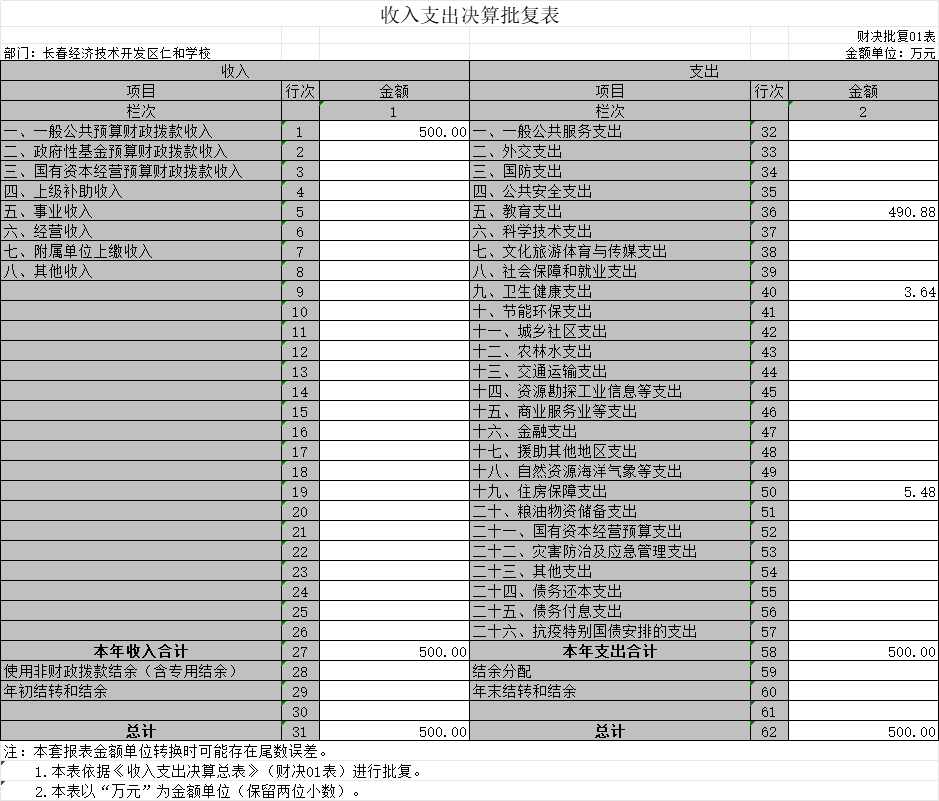 收入支出决算批复表
财决批复01表
部门：长春经济技术开发区仁和学校 金额单位：万元
收入 支出
项目 行次 金额 项目 行次 金额
栏次 1 栏次 2
一、一般公共预算财政拨款收入 1 500.00 一、一般公共服务支出 32
二、政府性基金预算财政拨款收入 2 二、外交支出 33
三、国有资本经营预算财政拨款收入 3 三、国防支出 34
四、上级补助收入 4 四、公共安全支出 35
五、事业收入 5 五、教育支出 36 490.88
六、经营收入 6 六、科学技术支出 37
七、附属单位上缴收入 7 七、文化旅游体育与传媒支出 38
八、其他收入 8 八、社会保障和就业支出 39
9 九、卫生健康支出 40 3.64
10 十、节能环保支出 41
11 十一、城乡社区支出 42
12 十二、农林水支出 43
13 十三、交通运输支出 44
14 十四、资源勘探工业信息等支出 45
15 十五、商业服务业等支出 46
16 十六、金融支出 47
17 十七、援助其他地区支出 48
18 十八、自然资源海洋气象等支出 49
19 十九、住房保障支出 50 5.48
20 二十、粮油物资储备支出 51
21 二十一、国有资本经营预算支出 52
22 二十二、灾害防治及应急管理支出 53
23 二十三、其他支出 54
24 二十四、债务还本支出 55
25 二十五、债务付息支出 56
26 二十六、抗疫特别国债安排的支出 57
本年收入合计 27 500.00 本年支出合计 58 500.00
使用非财政拨款结余（含专用结余） 28 结余分配 59
年初结转和结余 29 年末结转和结余 60
30 61
总计 31 500.00 总计 62 500.00
注：本套报表金额单位转换时可能存在尾数误差。
1.本表依据《收入支出决算总表》（财决01表）进行批复。
2.本表以“万元”为金额单位（保留两位小数）。